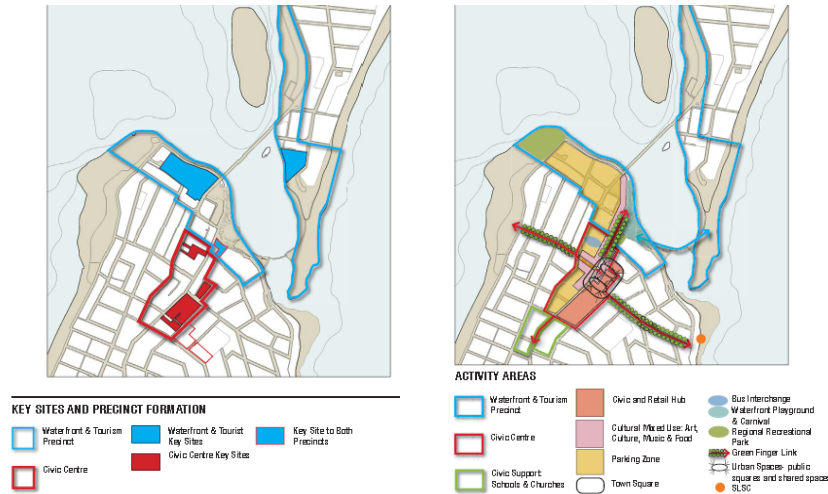 KEY SITES AND PRECINCT FORMATION
Waterfront & Tourism
Precinct
Civic Centre
Waterfront & Tourist
Key Sites
Civic Centre Key Sites
Key Site to Both
Precincts
ACTIVITY AREAS
Waterfront & Tourism
Precinct
Civic Centre
Civic Support:
Schools & Churches
Civic and Retail Hub
Cultural Mixed Use: Art,
Culture, Music & Food
Parking Zone
Town Square
Bus Interchange
Waterfront Playground
& Carnival
Regional Recreational
Park
Green Finger Link
Urban Spaces- public
squares and shared spaces
SLSC